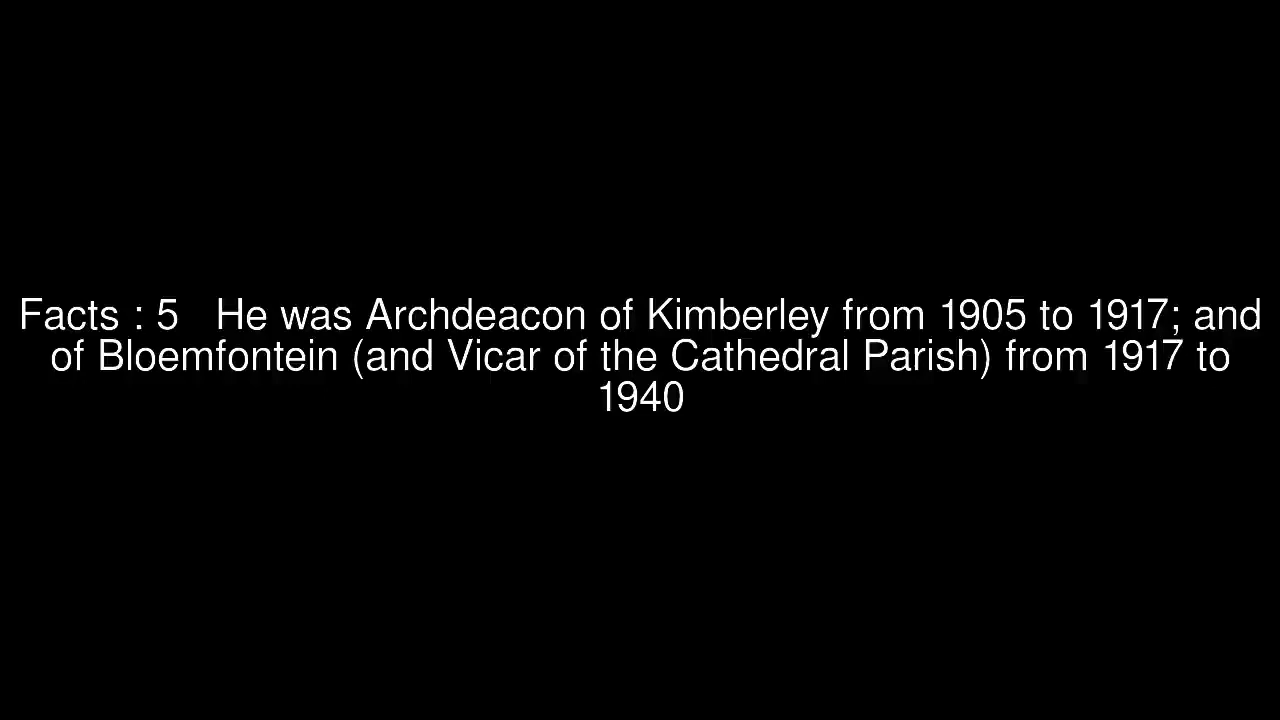 Facts : 5   He was Archdeacon of Kimberley from 1905 to 1917; and
of Bloemfontein (and Vicar of the Cathedral Parish) from 1917 to
1940